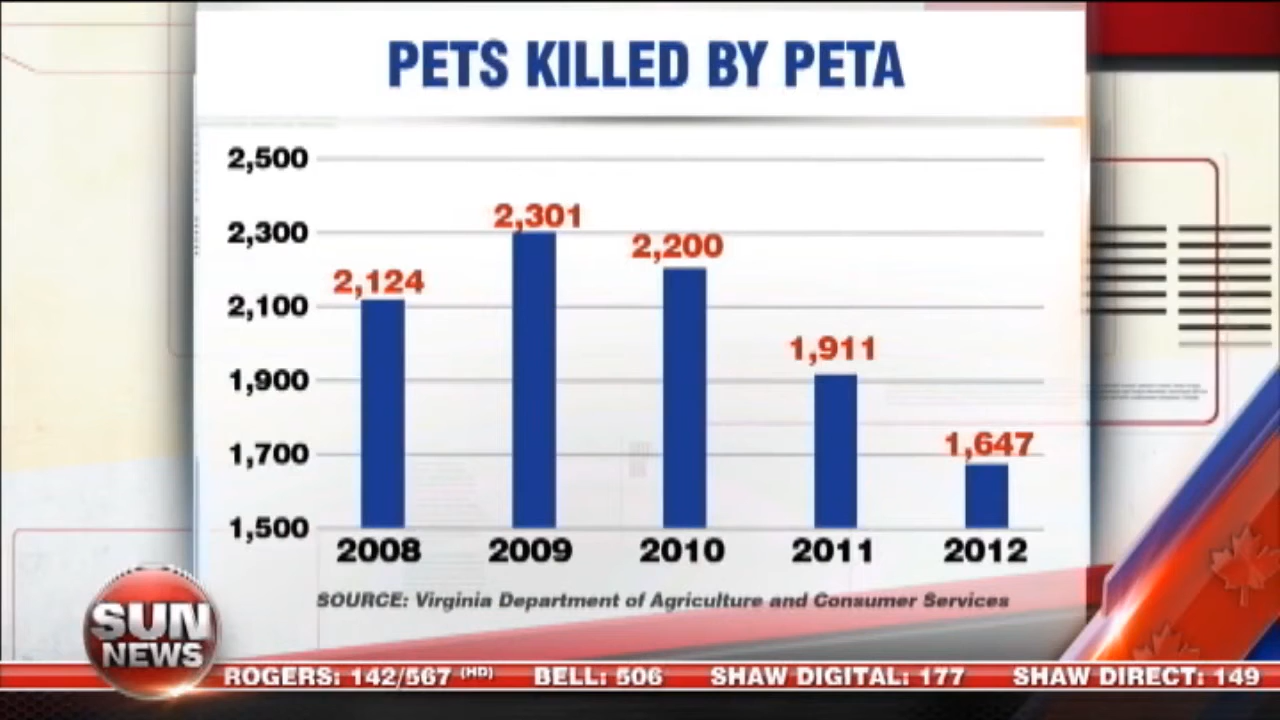 PETS KILLED BY PETA
2,500
2,300
2,100
1,900
1,700
1,500
2,124
2,301
2,200
1,911
1,647
2008 2009 2010 2011 2012
SOURCE: Virginia Department of Agriculture and Consumer Services
SUN
NEWS
ROGERS: 142/567 (HD) BELL: 506 SHAW DIGITAL: 177 SHAW DIRECT: 149